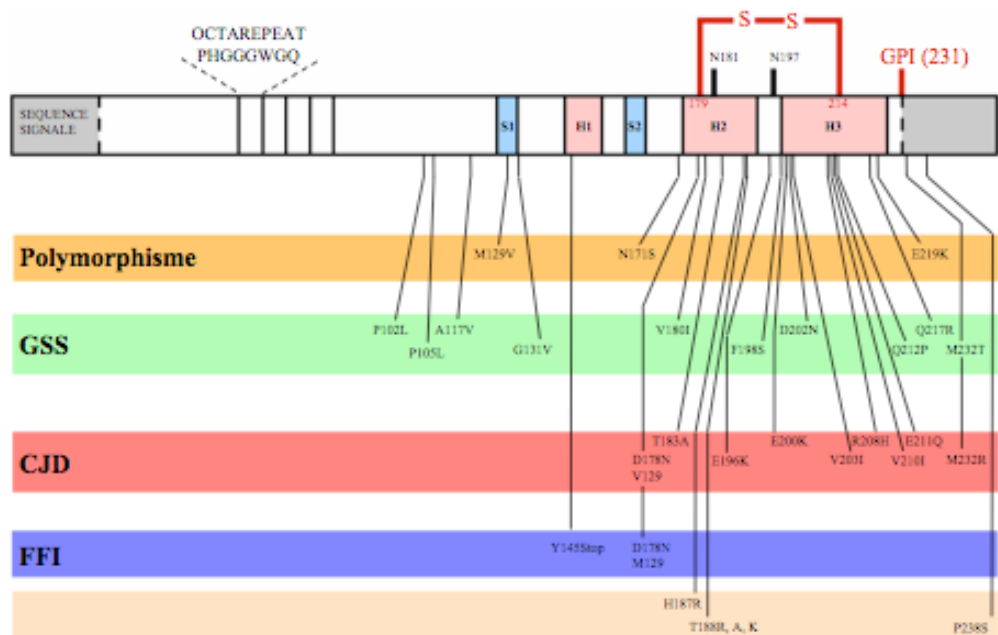 OCTAREPEAT
PHGGGWGQ
S S
N181 N197
GPI (231)
SEQUENCE
SIGNALE
S1
H1
S2
179
H2
214
H3
Polymorphisme
M129V
N171S
E219K
GSS
P102L
P105L
A117V
G131V
V180I
F198S
D202N
Q212P
Q217R
M232T
CJD
T183A
D178N
V129
E196K
E200K
V203I
R208H
V210I
E211Q
M232R
FFI
Y145Stop
D178N
M129
H187R
T188R, A, K
P238S